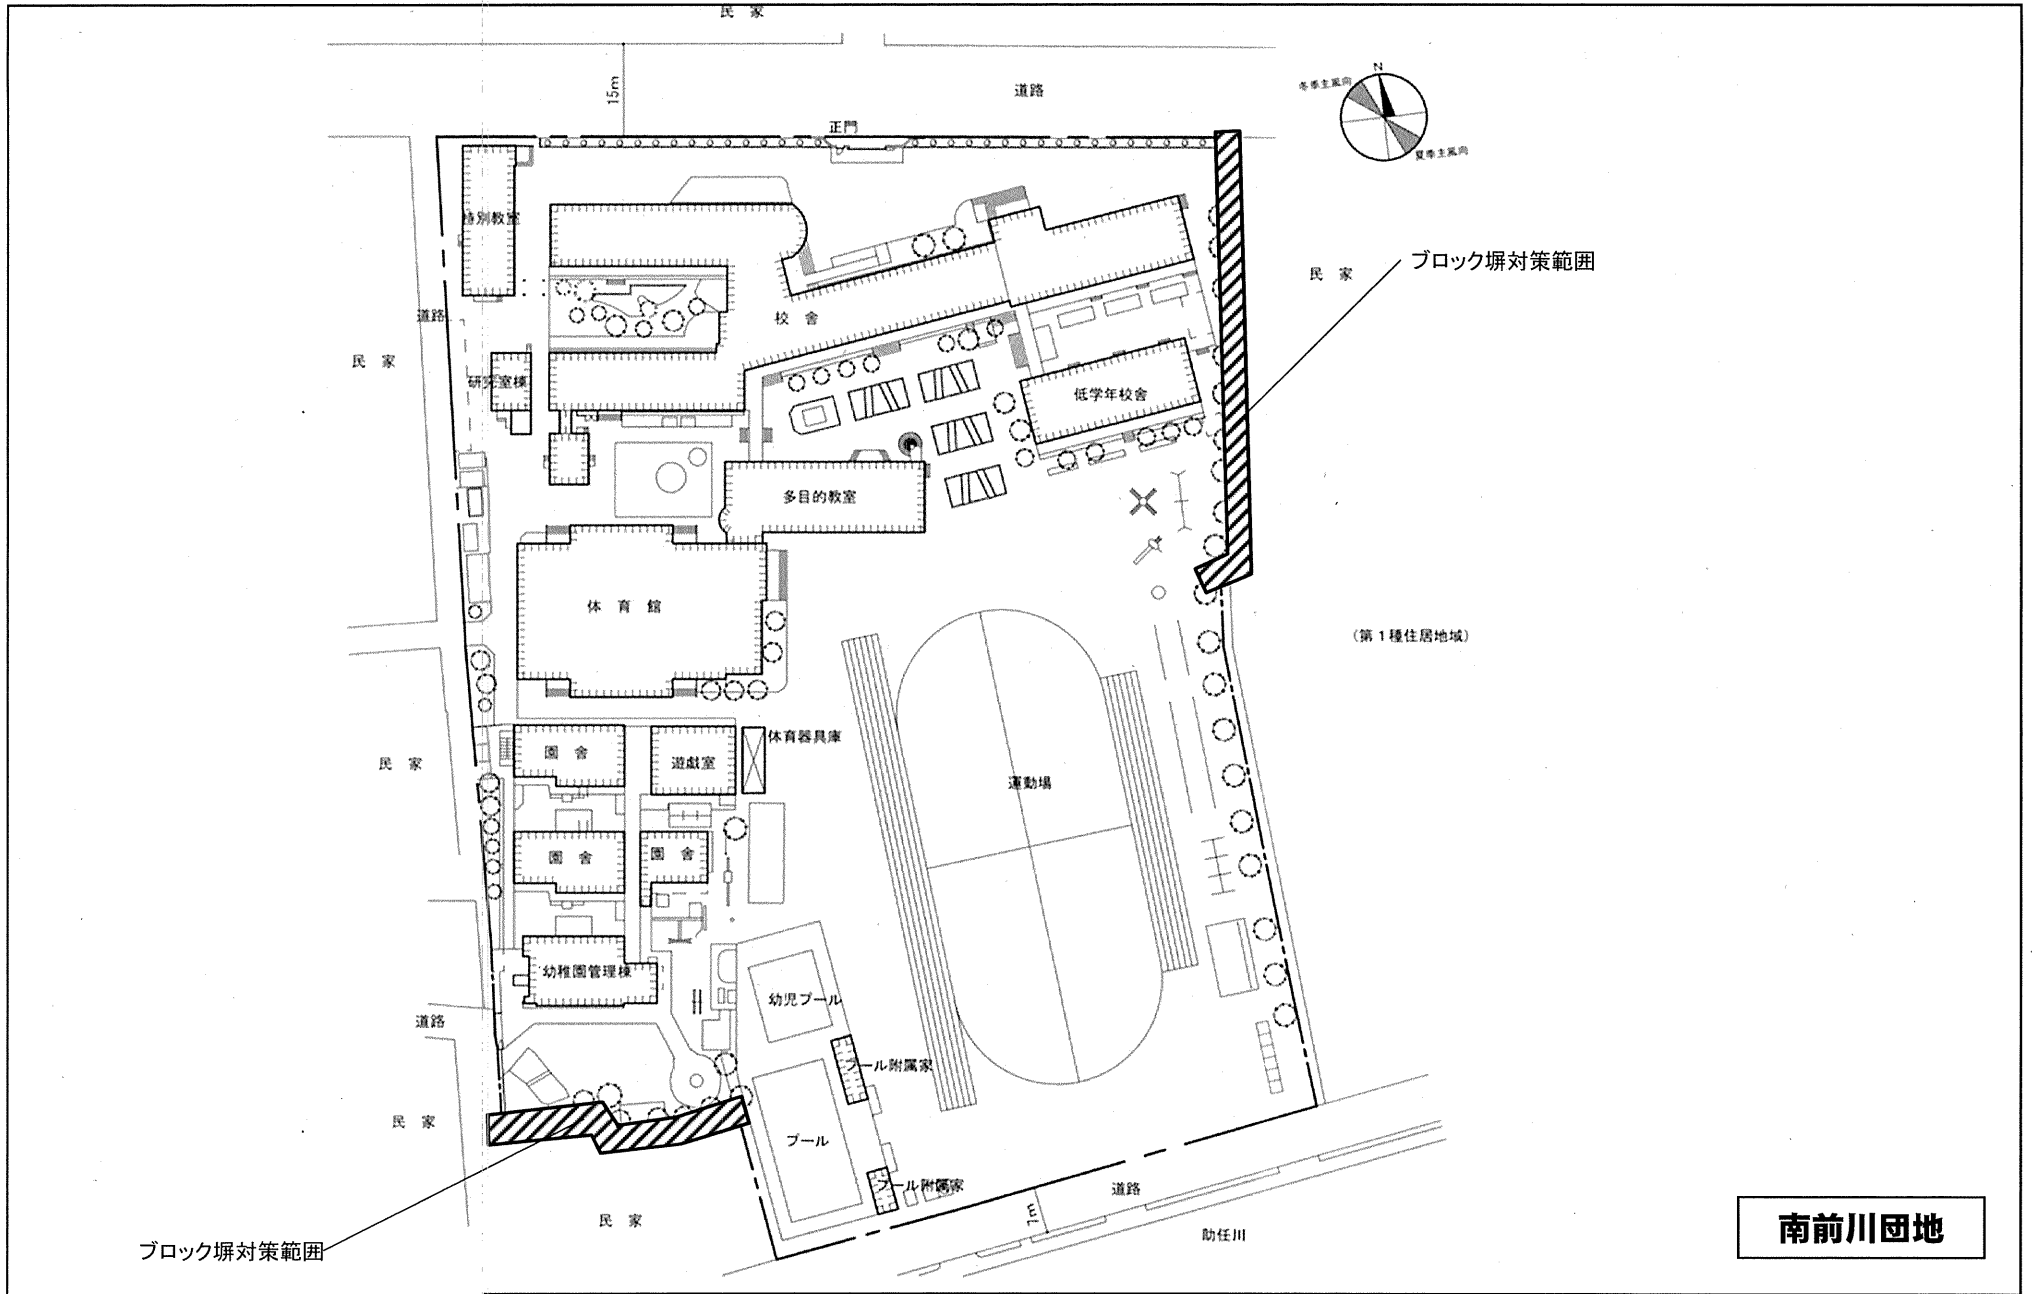 民 家
15m
道路
N
冬季主風向
夏季主風向
正門
特別教室
ブロック塀対策範囲
民 家
道路
校 舎
民 家
研究室棟
低学年校舎
多目的教室
体 育 館
(第1種住居地域)
体育器具庫
園 舎
遊戯室
民 家
運動場
園 舎
園 舎
幼稚園管理棟
幼児プール
道路
プール附属家
民 家
プール
プール附属家
道路
7m
民 家
助任川
ブロック塀対策範囲
南前川団地